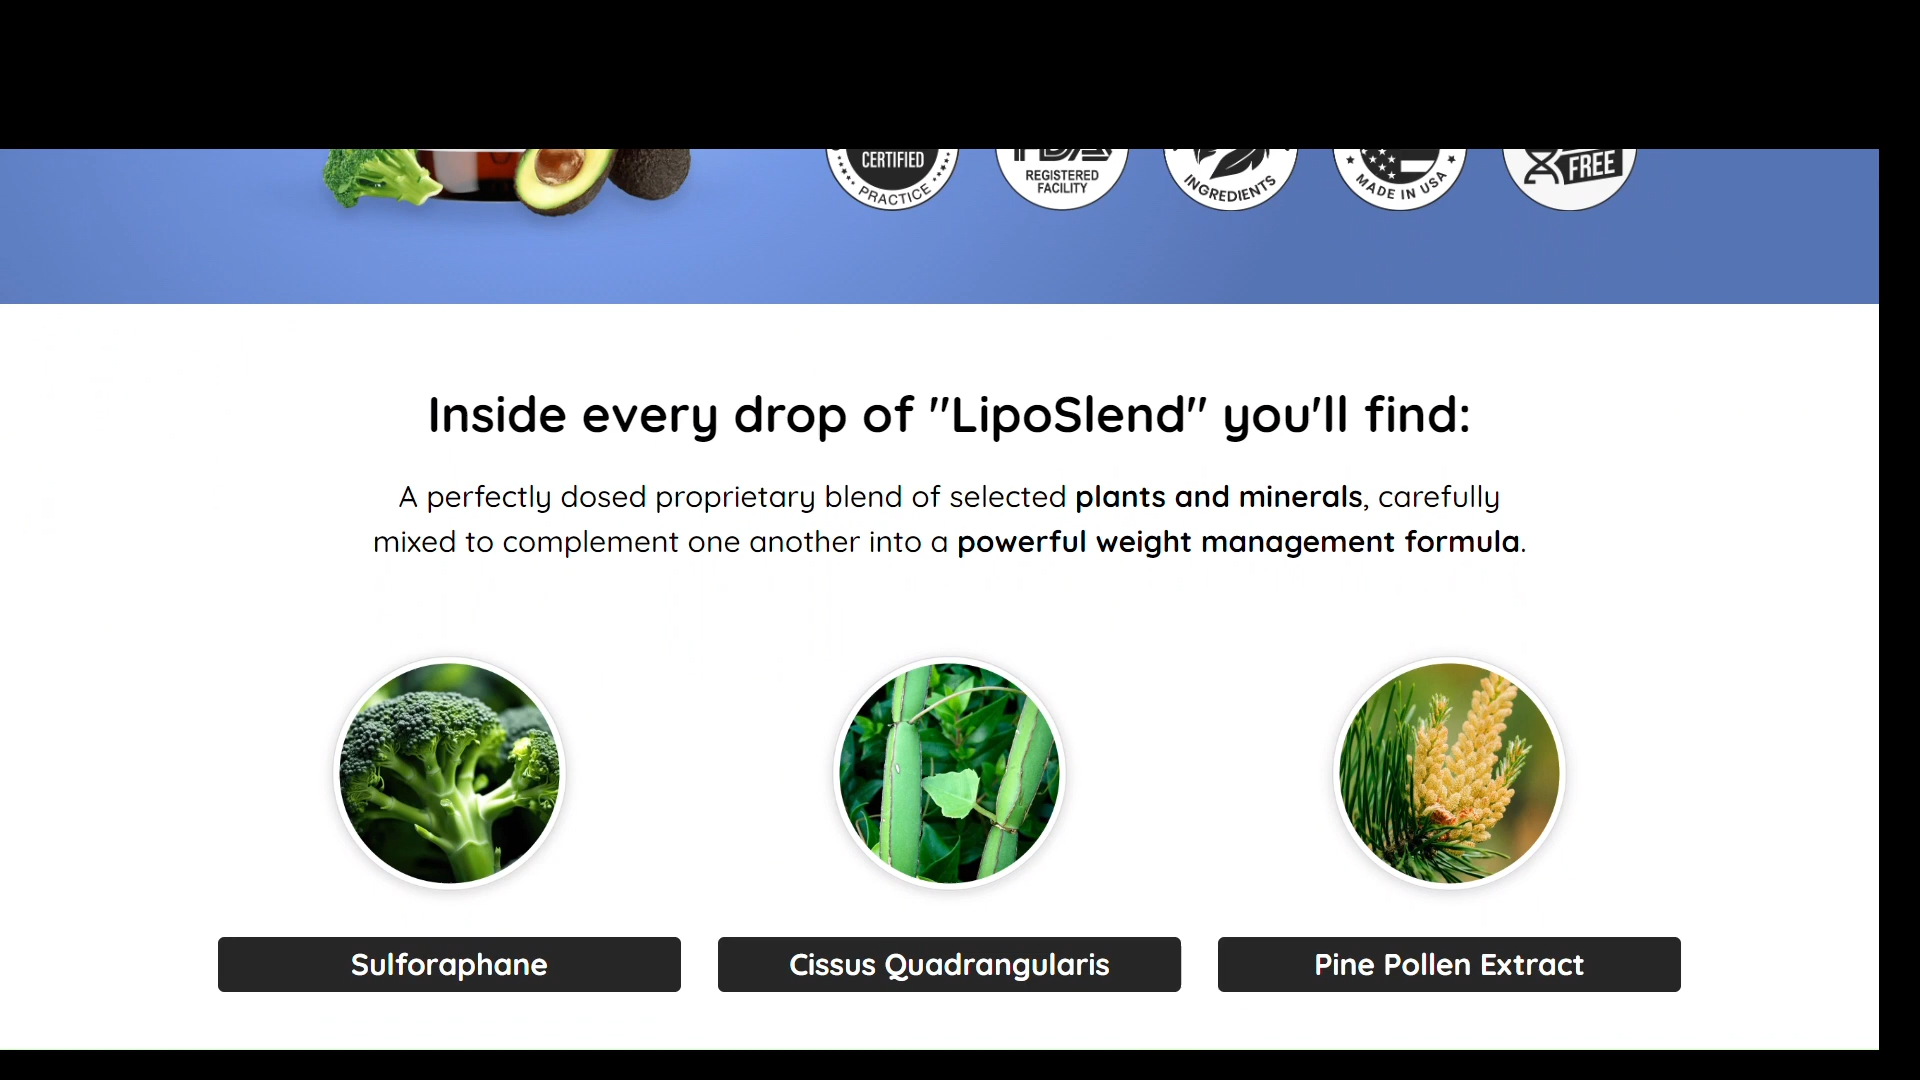 CERTIFIED
PRACTICE
REGISTERED
FACILITY
INGREDIENTS
MADE IN USA
FREE
Inside every drop of "LipoSlend" you'll find:
A perfectly dosed proprietary blend of selected plants and minerals, carefully
mixed to complement one another into a powerful weight management formula.
Sulforaphane
Cissus Quadrangularis
Pine Pollen Extract